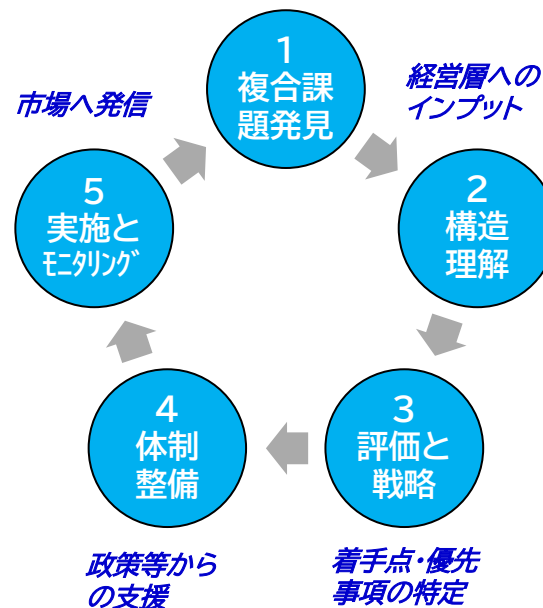 1
複合課
題発見
経営層への
インプット
2
構造
理解
3
評価と
戦略
着手点・優先
事項の特定
4
体制
整備
政策等から
の支援
5
実施と
ﾓﾆﾀﾘﾝｸﾞ
市場へ発信